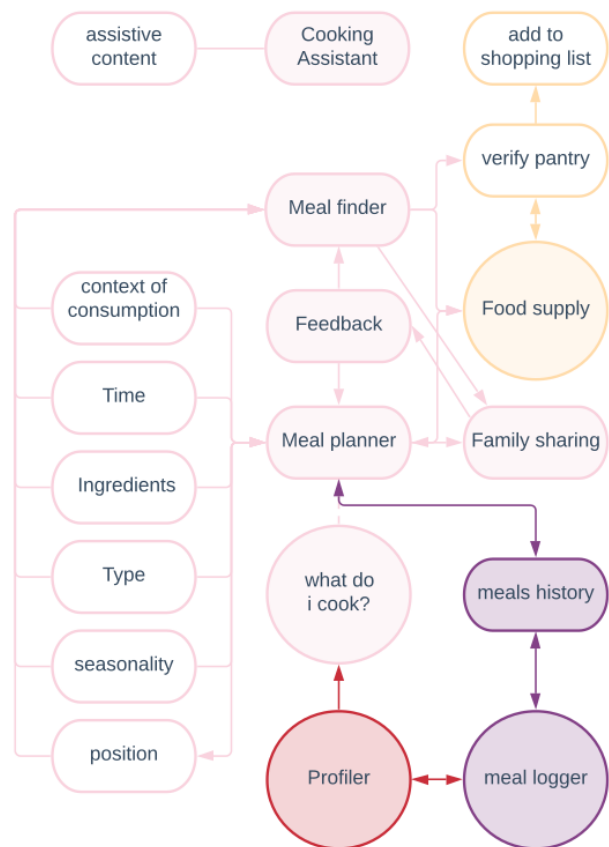 assistive
content
Cooking
Assistant
add to
shopping list
verify pantry
Meal finder
context of
consumption
Feedback
Food supply
Time
Meal planner
Family sharing
Ingredients
Type
what do
i cook?
meals history
seasonality
position
Profiler
meal logger